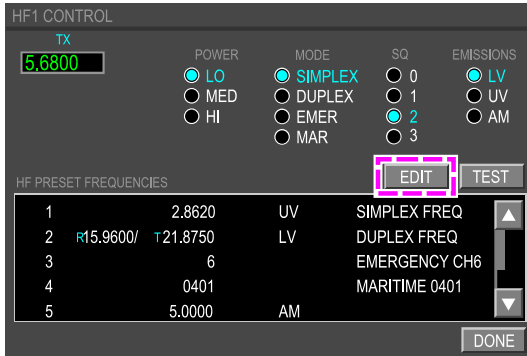 HF1 CONTROL
TX
5.6800
POWER
LO
MED
HI
MODE
SIMPLEX
DUPLEX
EMER
MAR
SQ
0
1
2
3
EMISSIONS
LV
UV
AM
EDIT
TEST
HF PRESET FREQUENCIES
1 2.8620 UV SIMPLEX FREQ
2 R15.9600/ T21.8750 LV DUPLEX FREQ
3 6 EMERGENCY CH6
4 0401 MARITIME 0401
5 5.0000 AM
DONE